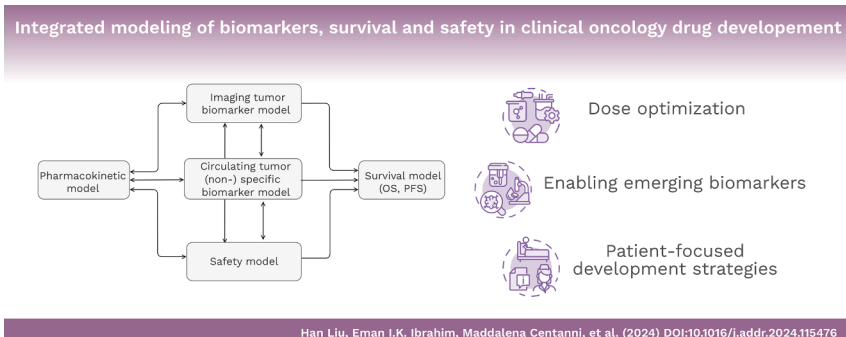 Integrated modeling of biomarkers, survival and safety in clinical oncology drug developement
Imaging tumor
biomarker model
Pharmacokinetic
model
Circulating tumor
(non-) specific
biomarker model
Survival model
(OS, PFS)
Safety model
Dose optimization
Enabling emerging biomarkers
Patient-focused
development strategies
Han Liu, Eman I.K. Ibrahim, Maddalena Centanni, et al. (2024) DOI:10.1016/j.addr.2024.115476